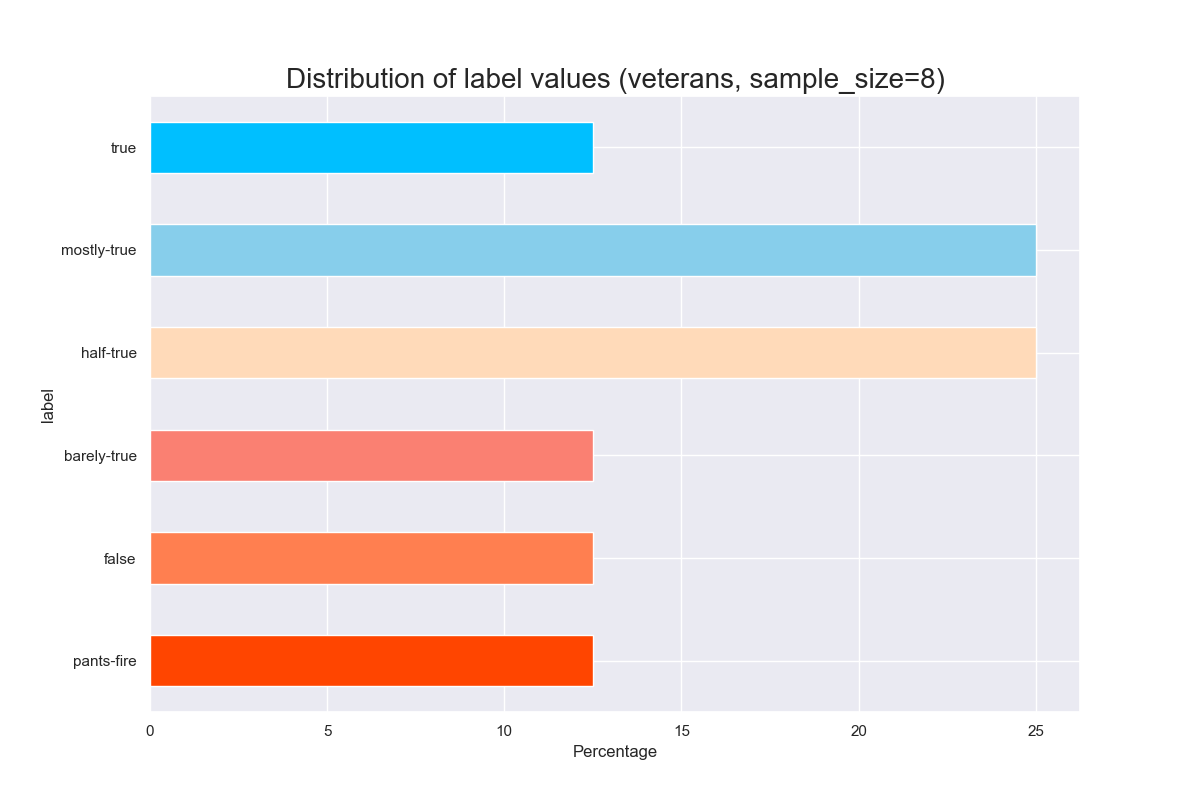 Distribution of label values (veterans, sample_size=8)
true
mostly-true
half-true
label
barely-true
false
pants-fire
0 5 10 15 20 25
Percentage